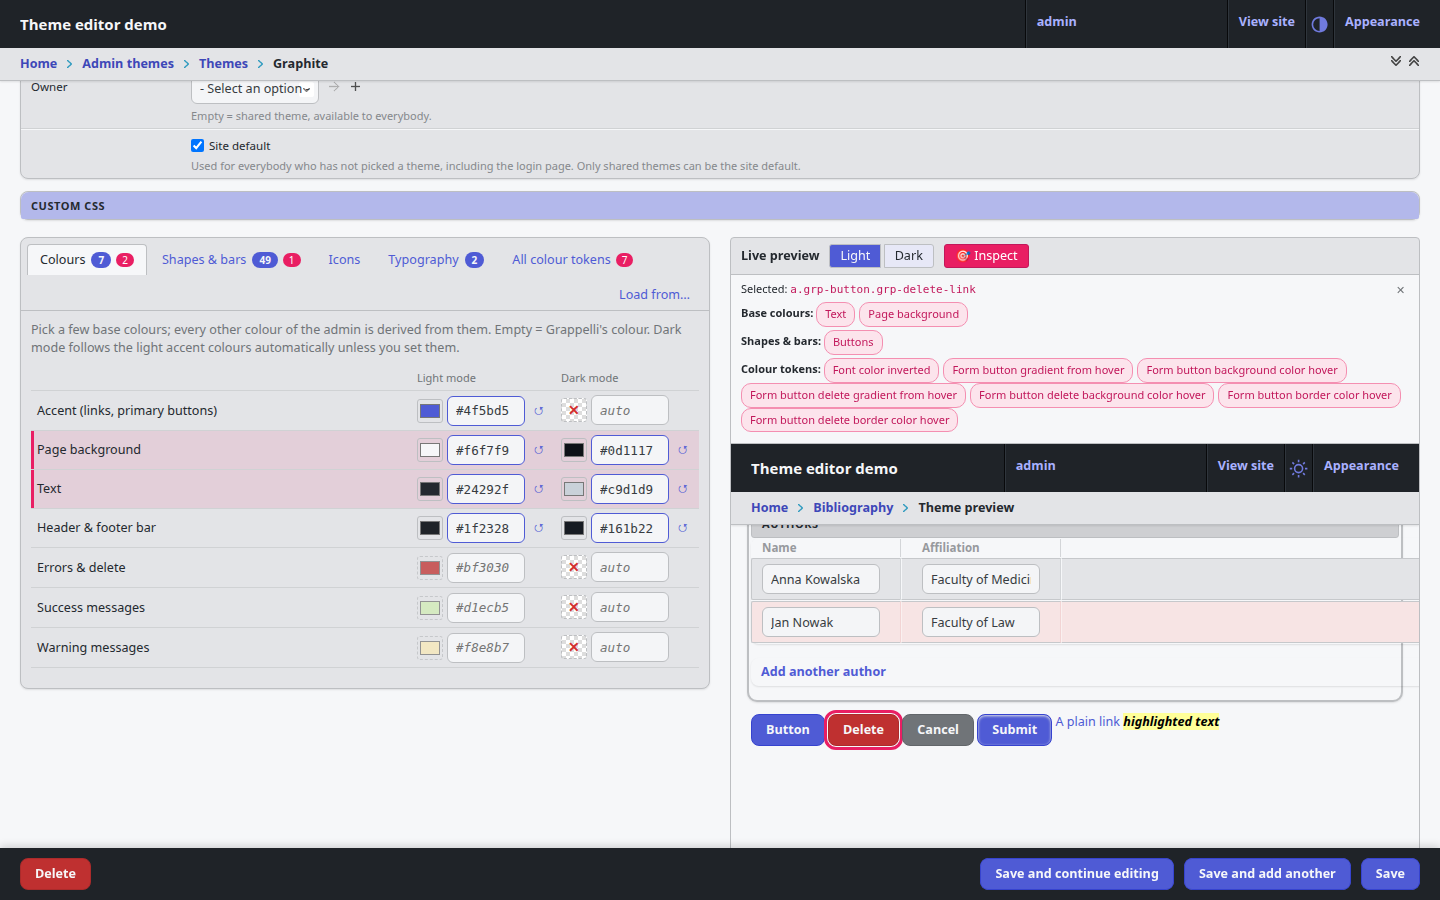 Theme editor demo
admin
View site
Appearance
Home > Admin themes > Themes > Graphite
Owner
- Select an option
Empty = shared theme, available to everybody.
Site default
Used for everybody who has not picked a theme, including the login page. Only shared themes can be the site default.
CUSTOM CSS
Colours 7 2
Shapes & bars 49 1
Icons
Typography 2
All colour tokens 7
Load from...
Pick a few base colours; every other colour of the admin is derived from them. Empty = Grappelli's colour. Dark
mode follows the light accent colours automatically unless you set them.
Light mode
Dark mode
Accent (links, primary buttons) #4f5bd5 auto
Page background #f6f7f9 #0d1117
Text #24292f #c9d1d9
Header & footer bar #1f2328 #161b22
Errors & delete #bf3030 auto
Success messages #d1ecb5 auto
Warning messages #f8e8b7 auto
Live preview Light Dark Inspect
Selected: a.grp-button.grp-delete-link ×
Base colours: Text Page background
Shapes & bars: Buttons
Colour tokens: Font color inverted Form button gradient from hover Form button background color hover
Form button delete gradient from hover Form button delete background color hover Form button border color hover
Form button delete border color hover
Theme editor demo
admin
View site
Appearance
Home > Bibliography > Theme preview
AUTHORS
Name Affiliation
Anna Kowalska Faculty of Medici
Jan Nowak Faculty of Law
Add another author
Button Delete Cancel Submit A plain link highlighted text
Delete
Save and continue editing
Save and add another
Save